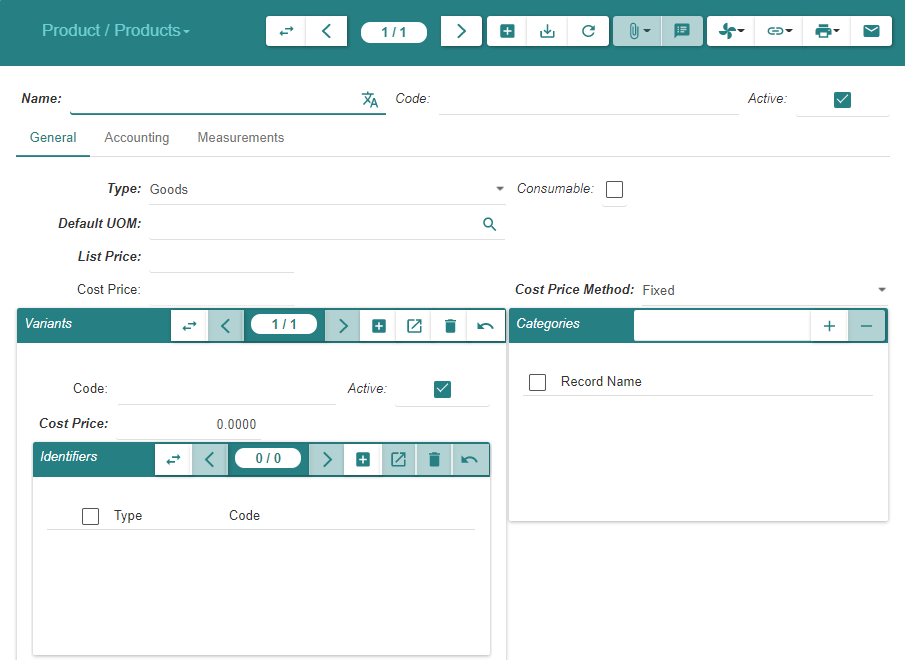 Product / Products
1 / 1
Name:
Code:
Active:
General
Accounting
Measurements
Type: Goods
Consumable:
Default UOM:
List Price:
Cost Price:
Cost Price Method: Fixed
Variants
1 / 1
Categories
Code:
Active:
Record Name
Cost Price: 0.0000
Identifiers
0 / 0
Type
Code